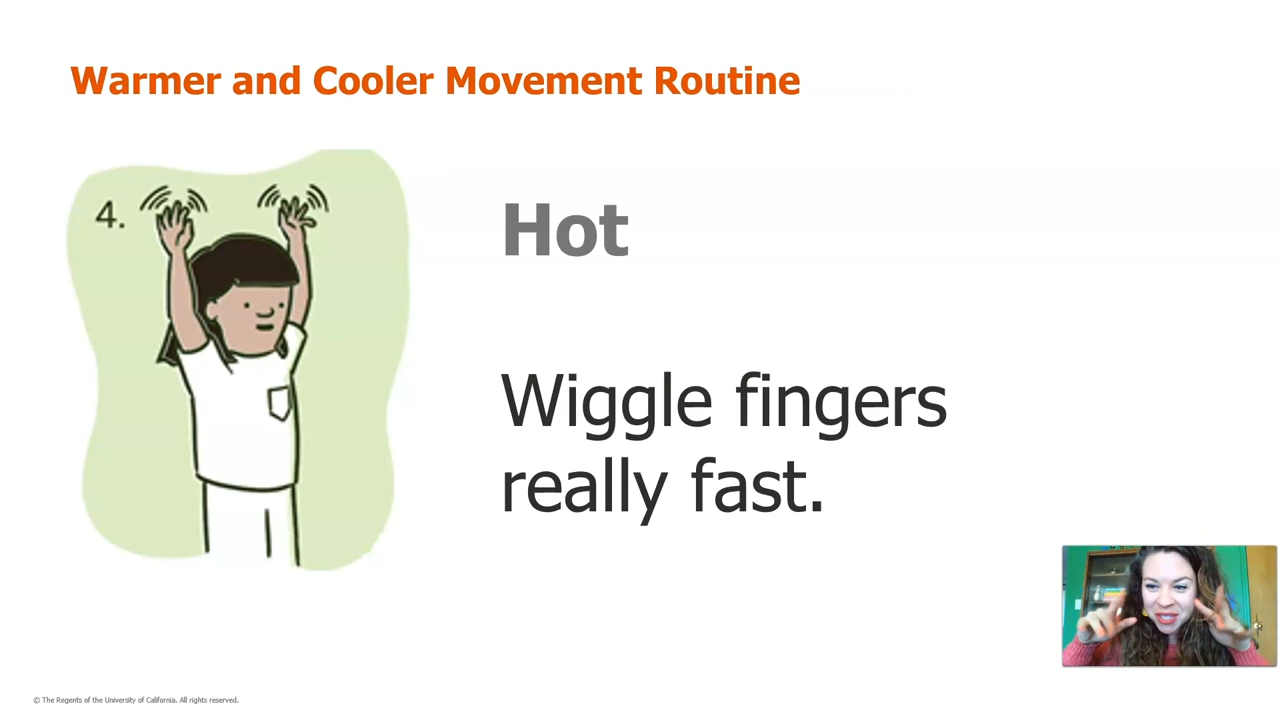 Warmer and Cooler Movement Routine
4.
Hot
Wiggle fingers
really fast.
© The Regents of the University of California. All rights reserved.